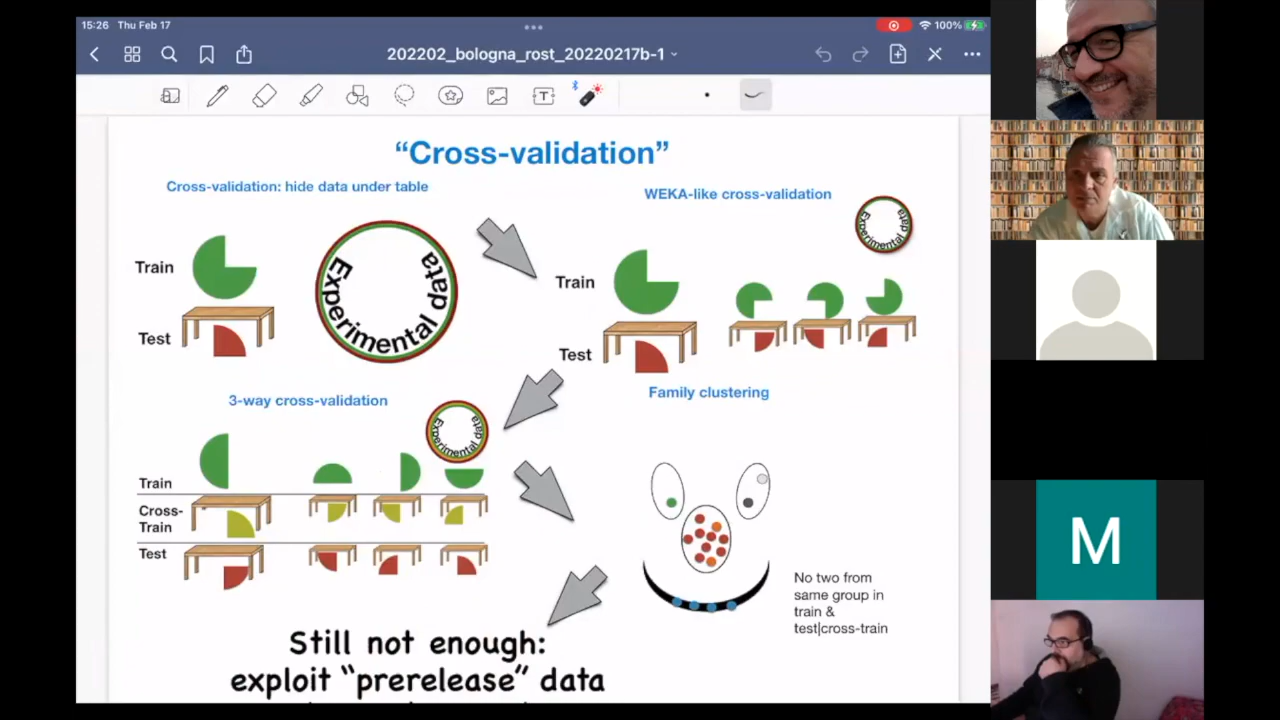 15:26 Thu Feb 17
100%
202202_bologna_rost_20220217b-1
T
“Cross-validation”
Cross-validation: hide data under table
Train
Test
Experimental data
WEKA-like cross-validation
Experimental data
Train
Test
3-way cross-validation
Experimental data
Train
Cross-
Train
Test
Family clustering
No two from
same group in
train &
test|cross-train
Still not enough:
exploit “prerelease” data
M